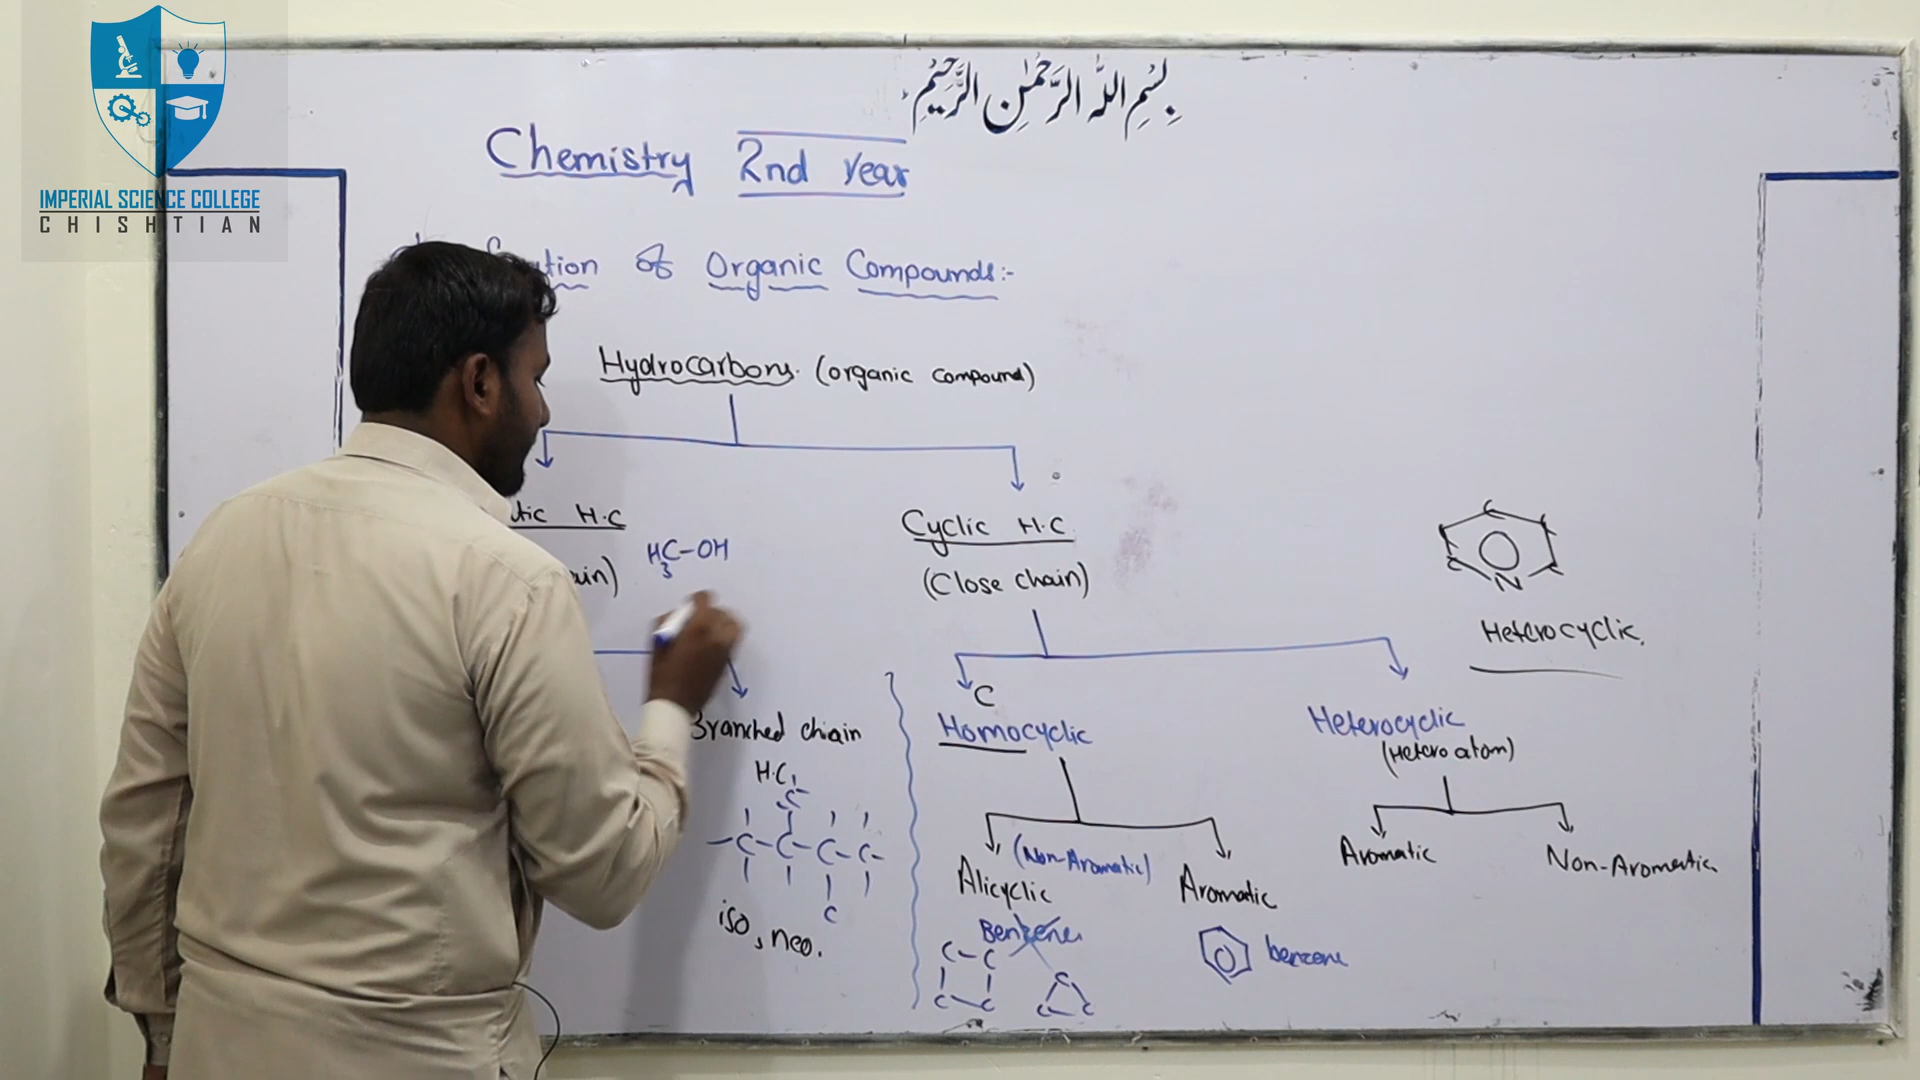 IMPERIAL SCIENCE COLLEGE
CHISHTIAN
بِسْمِ اللّٰہِ الرَّحْمٰنِ الرَّحِیْمِ
Chemistry 2nd Year
of Organic Compounds:-
Hydrocarbons. (organic compound)
H.C
H3C-OH
Cyclic H.C
(Close chain)
C
C
C
C
C
N
Heterocyclic.
C
Branched chain
Homocyclic
Heterocyclic
(Hetero atom)
H.C
C
-C-C-C-C-
C
iso, neo.
(Non-Aromatic)
Alicyclic
Aromatic
Aromatic
Non-Aromatic
Benzene
benzene
C-C
C-C
C
C C